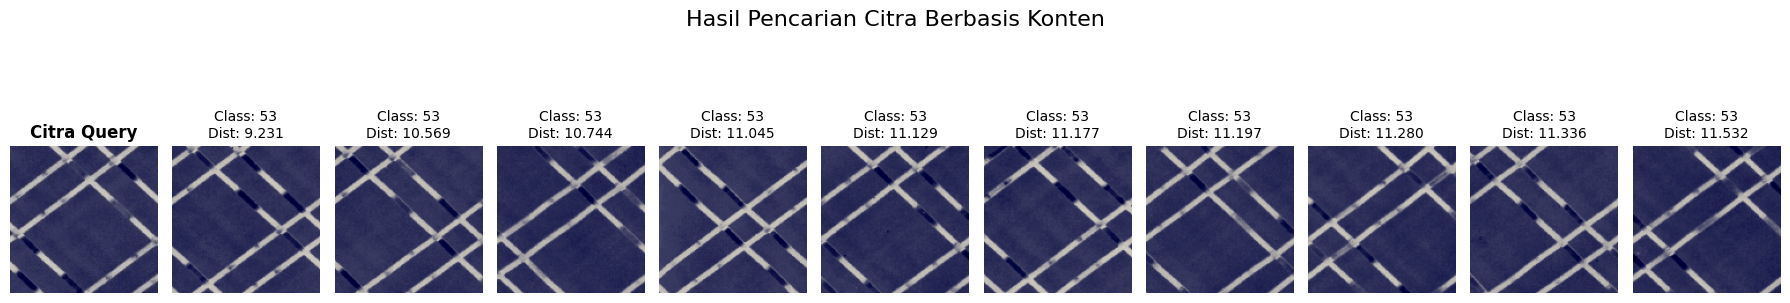 Hasil Pencarian Citra Berbasis Konten
Citra Query
Class: 53
Dist: 9.231
Class: 53
Dist: 10.569
Class: 53
Dist: 10.744
Class: 53
Dist: 11.045
Class: 53
Dist: 11.129
Class: 53
Dist: 11.177
Class: 53
Dist: 11.197
Class: 53
Dist: 11.280
Class: 53
Dist: 11.336
Class: 53
Dist: 11.532